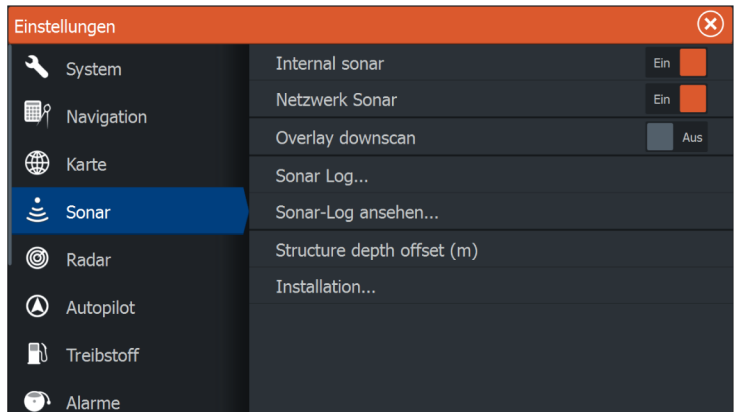 Einstellungen
System
Navigation
Karte
Sonar
Radar
Autopilot
Treibstoff
Alarme
Internal sonar Ein
Netzwerk Sonar Ein
Overlay downscan Aus
Sonar Log...
Sonar-Log ansehen...
Structure depth offset (m)
Installation...